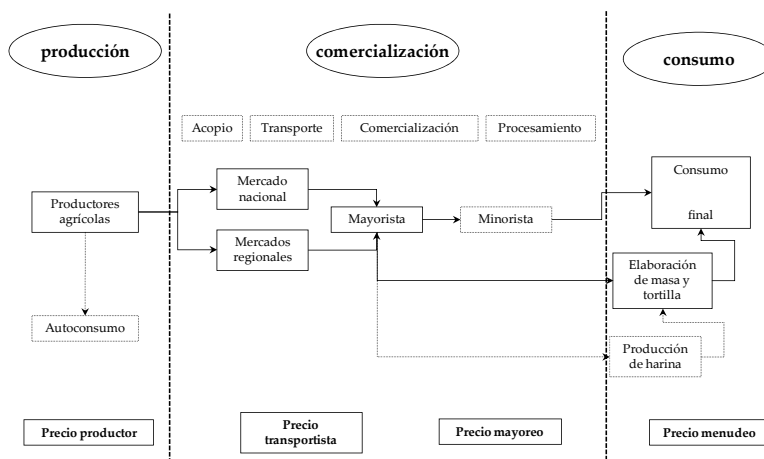 producción
comercialización
consumo
Acopio
Transporte
Comercialización
Procesamiento
Productores
agrícolas
Mercado
nacional
Mercados
regionales
Mayorista
Minorista
Consumo
final
Elaboración
de masa y
tortilla
Autoconsumo
Producción
de harina
Precio productor
Precio
transportista
Precio mayoreo
Precio menudeo